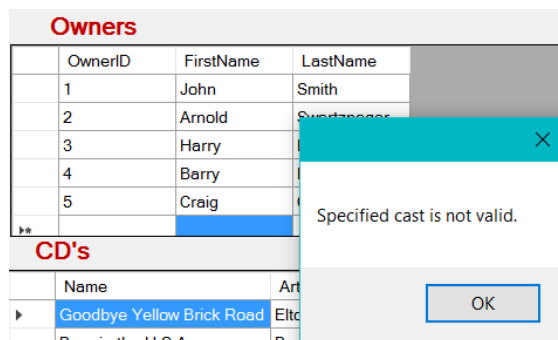 Owners
OwnerID FirstName LastName
1 John Smith
2 Arnold
3 Harry
4 Barry
5 Craig
Specified cast is not valid.
OK
CD's
Name
Goodbye Yellow Brick Road